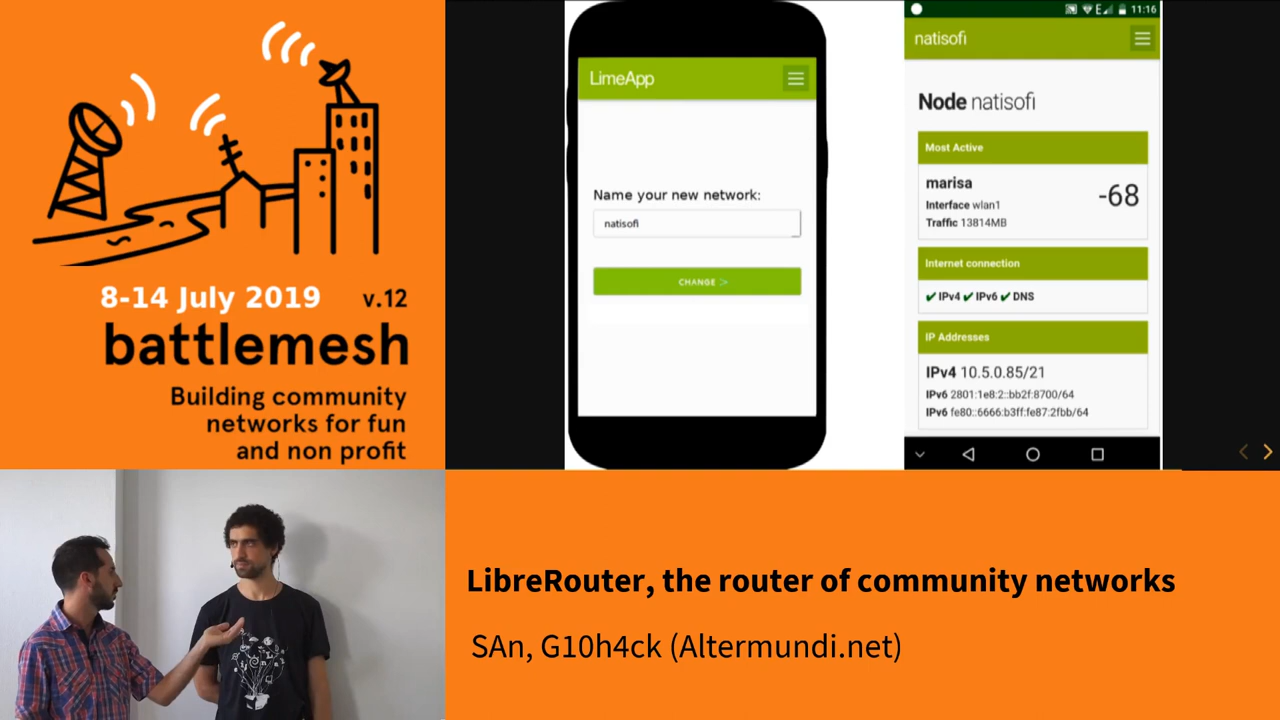 8-14 July 2019
v.12
battlemesh
Building community
networks for fun
and non profit
LimeApp
Name your new network:
natisofi
CHANGE >
E
11:16
natisofi
Node natisofi
Most Active
marisa
-68
Interface wlan1
Traffic 13814MB
Internet connection
✔ IPv4 ✔ IPv6 ✔ DNS
IP Addresses
IPv4 10.5.0.85/21
IPv6 2801:1e8:2::bb2f:8700/64
IPv6 fe80::6666:b3ff:fe87:2fbb/64
LibreRouter, the router of community networks
SAn, G10h4ck (Altermundi.net)